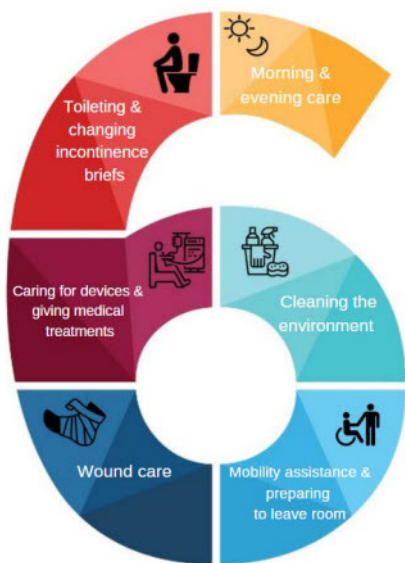 Morning &
evening care
Toileting &
changing
incontinence
briefs
Caring for devices &
giving medical
treatments
Cleaning the
environment
Wound care
Mobility assistance &
preparing
to leave room